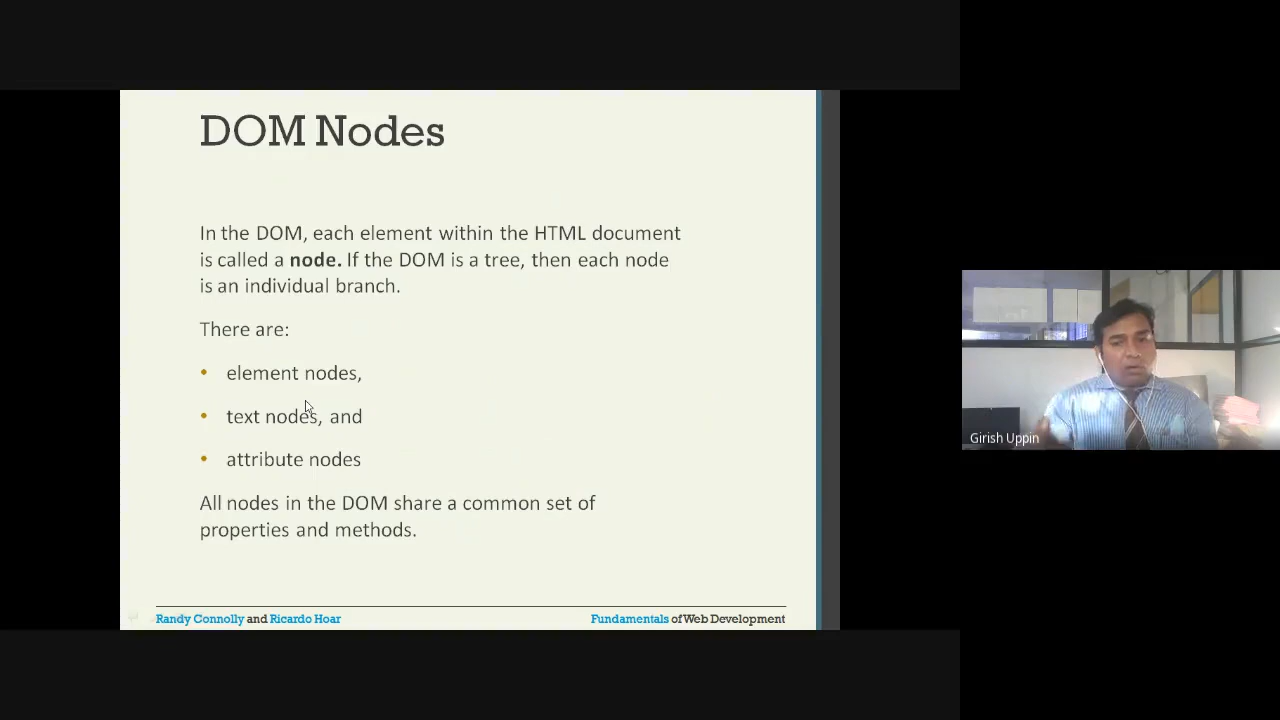 DOM Nodes
In the DOM, each element within the HTML document
is called a node. If the DOM is a tree, then each node
is an individual branch.
There are:
• element nodes,
• text nodes, and
• attribute nodes
All nodes in the DOM share a common set of
properties and methods.
Randy Connolly and Ricardo Hoar
Fundamentals of Web Development
Girish Uppin